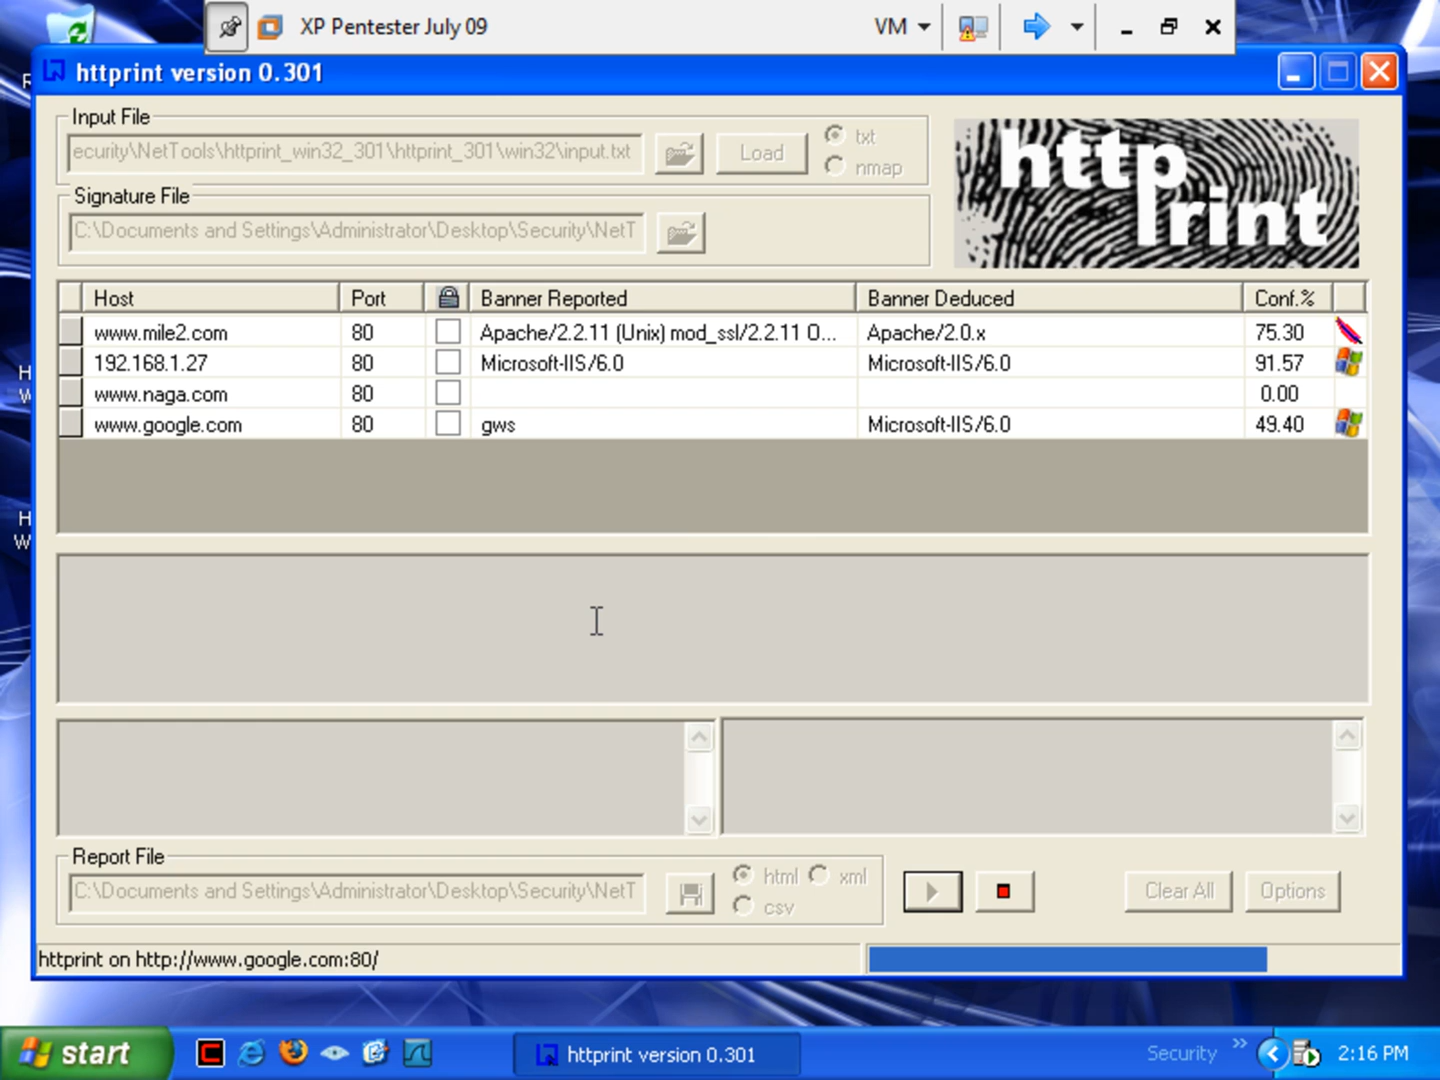 XP Pentester July 09
VM
httprint version 0.301
Input File
ecurity\NetTools\httprint_win32_301\httprint_301\win32\input.txt
Load
txt
nmap
Signature File
C:\Documents and Settings\Administrator\Desktop\Security\NetT
http
print
Host Port Banner Reported Banner Deduced Conf.%
www.mile2.com 80 Apache/2.2.11 (Unix) mod_ssl/2.2.11 O... Apache/2.0.x 75.30
192.168.1.27 80 Microsoft-IIS/6.0 Microsoft-IIS/6.0 91.57
www.naga.com 80 0.00
www.google.com 80 gws Microsoft-IIS/6.0 49.40
H
W
H
W
Report File
C:\Documents and Settings\Administrator\Desktop\Security\NetT
html xml
csv
Clear All
Options
httprint on http://www.google.com:80/
start
httprint version 0.301
Security
2:16 PM